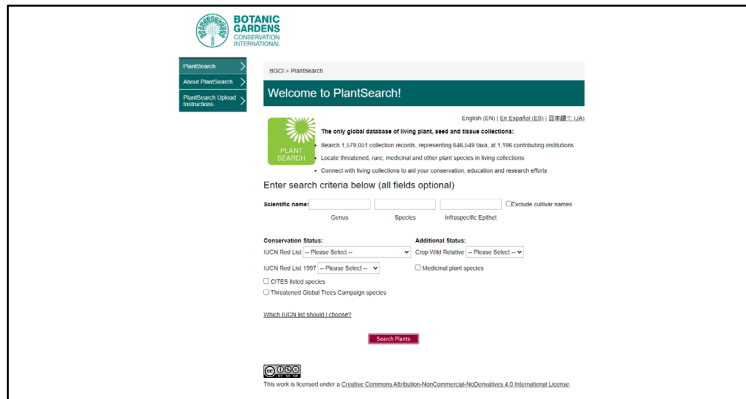 BOTANIC
GARDENS
CONSERVATION
INTERNATIONAL
PlantSearch
About PlantSearch
PlantSearch Upload
Instructions
BGCI > PlantSearch
Welcome to PlantSearch!
English (EN) | En Español (ES) | 日本語で (JA)
PLANT
SEARCH
The only global database of living plant, seed and tissue collections:
• Search 1,579,051 collection records, representing 646,549 taxa, at 1,196 contributing institutions
• Locate threatened, rare, medicinal and other plant species in living collections
• Connect with living collections to aid your conservation, education and research efforts
Enter search criteria below (all fields optional)
Scientific name: Exclude cultivar names
Genus Species Infraspecific Epithet
Conservation Status: Additional Status:
IUCN Red List -- Please Select -- Crop Wild Relative -- Please Select --
IUCN Red List 1997 -- Please Select -- Medicinal plant species
CITES listed species
Threatened Global Trees Campaign species
Which IUCN list should I choose?
Search Plants
BY NC ND
This work is licensed under a Creative Commons Attribution-NonCommercial-NoDerivatives 4.0 International License.